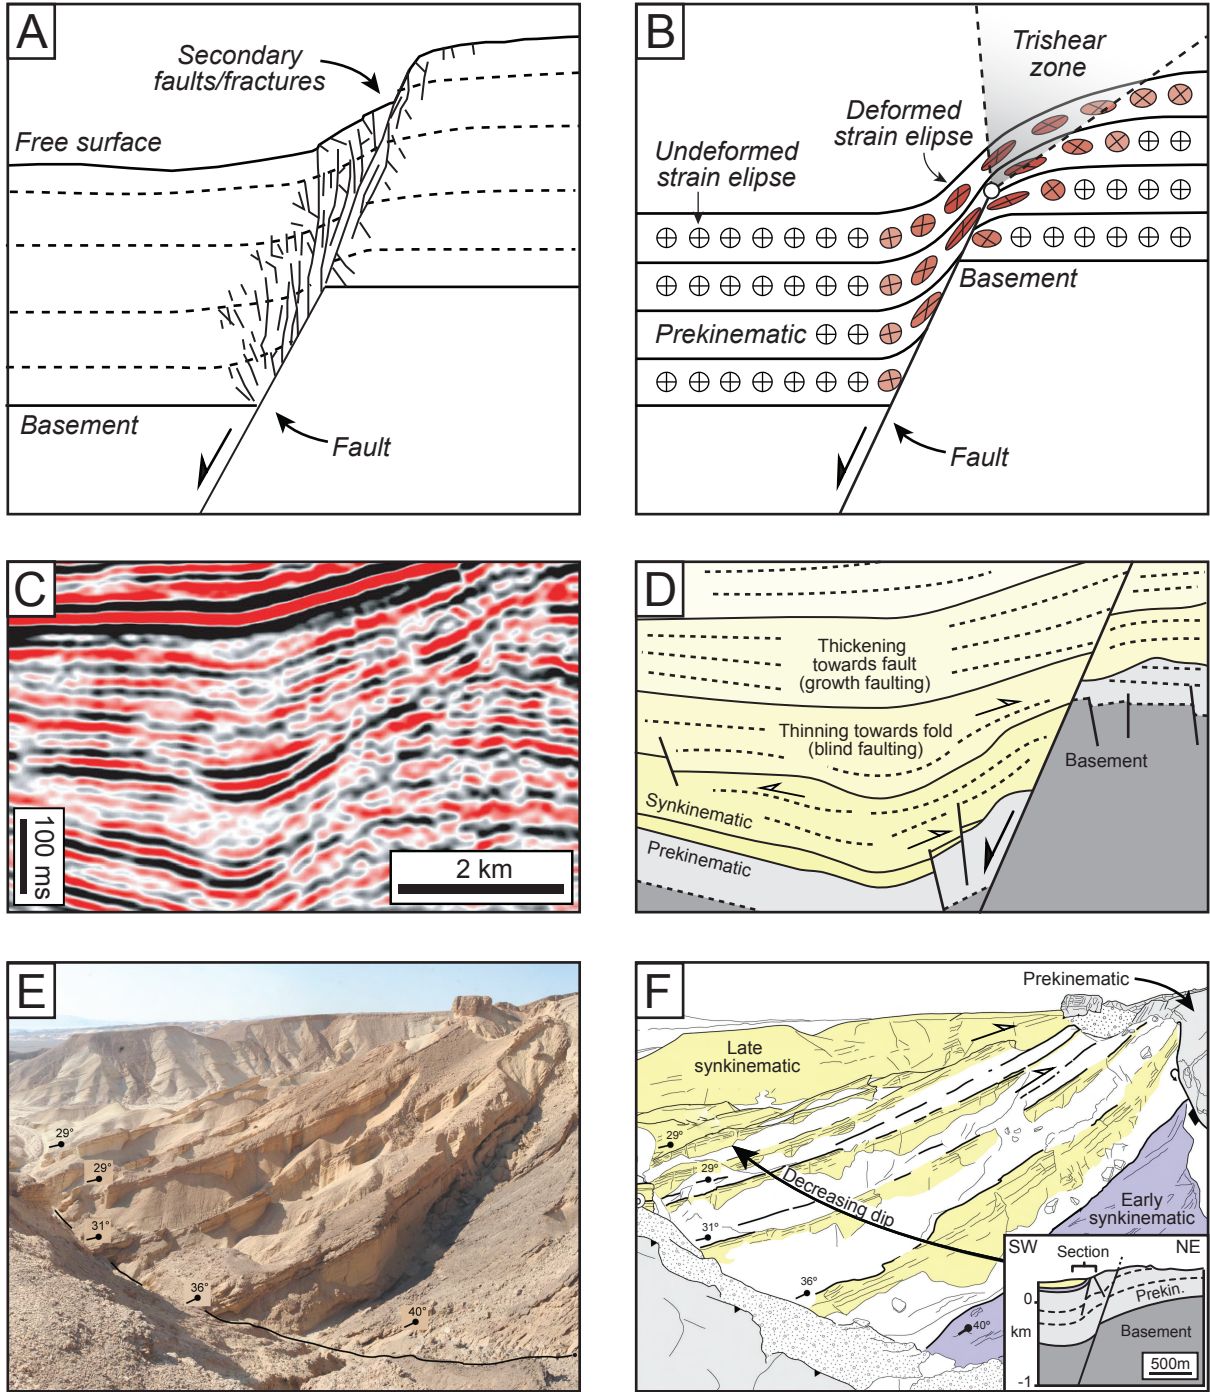 A
Secondary
faults/fractures
Free surface
Basement
Fault
B
Trishear
zone
Deformed
strain elipse
Undeformed
strain elipse
Prekinematic
Basement
Fault
C
100 ms
2 km
D
Thickening
towards fault
(growth faulting)
Thinning towards fold
(blind faulting)
Synkinematic
Prekinematic
Basement
E
29°
29°
31°
36°
40°
F
Prekinematic
Late
synkinematic
29°
29°
31°
36°
40°
Decreasing dip
Early
synkinematic
SW
Section
NE
0
km
-1
Prekin.
Basement
500m